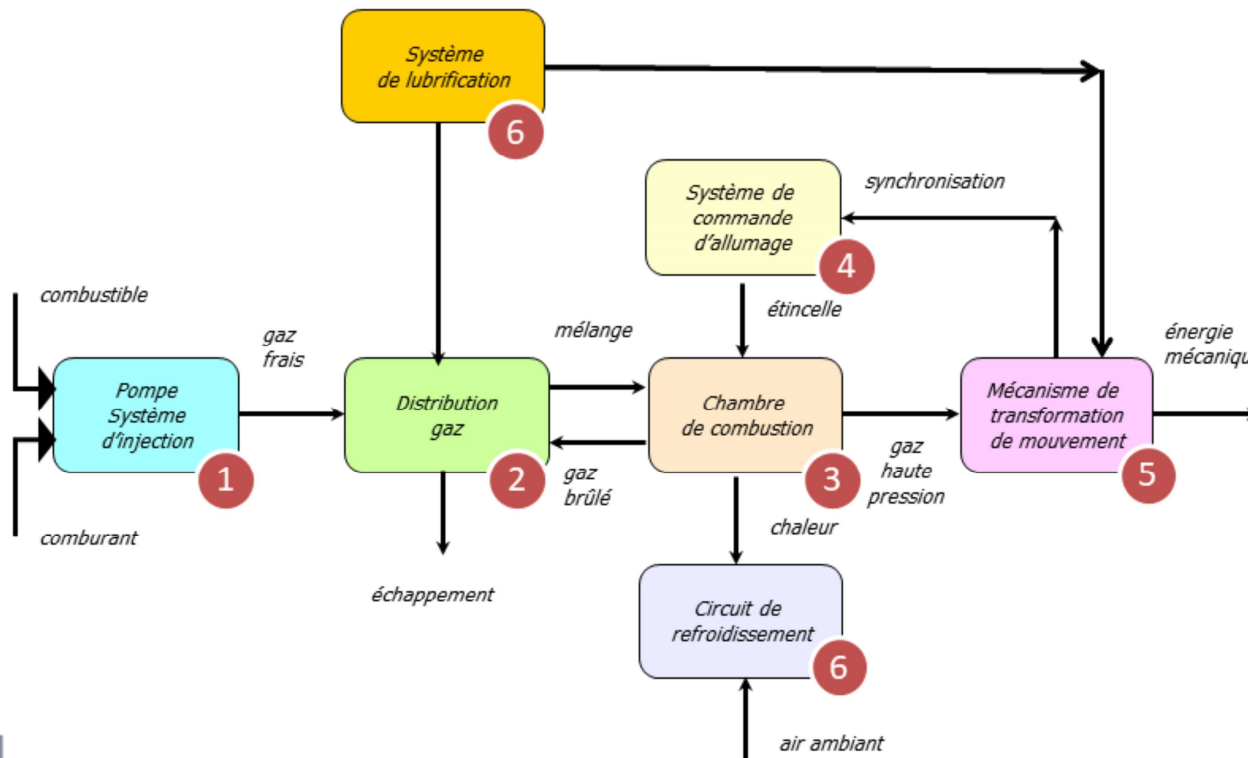 Système
de lubrification
6
Système de
commande
d'allumage
4
synchronisation
combustible
gaz
frais
mélange
étincelle
énergie
mécaniqu
Pompe
Système
d'injection
1
Distribution
gaz
2
Chambre
de combustion
3
Mécanisme de
transformation
de mouvement
5
gaz
brûlé
gaz
haute
pression
comburant
chaleur
échappement
Circuit de
refroidissement
6
air ambiant